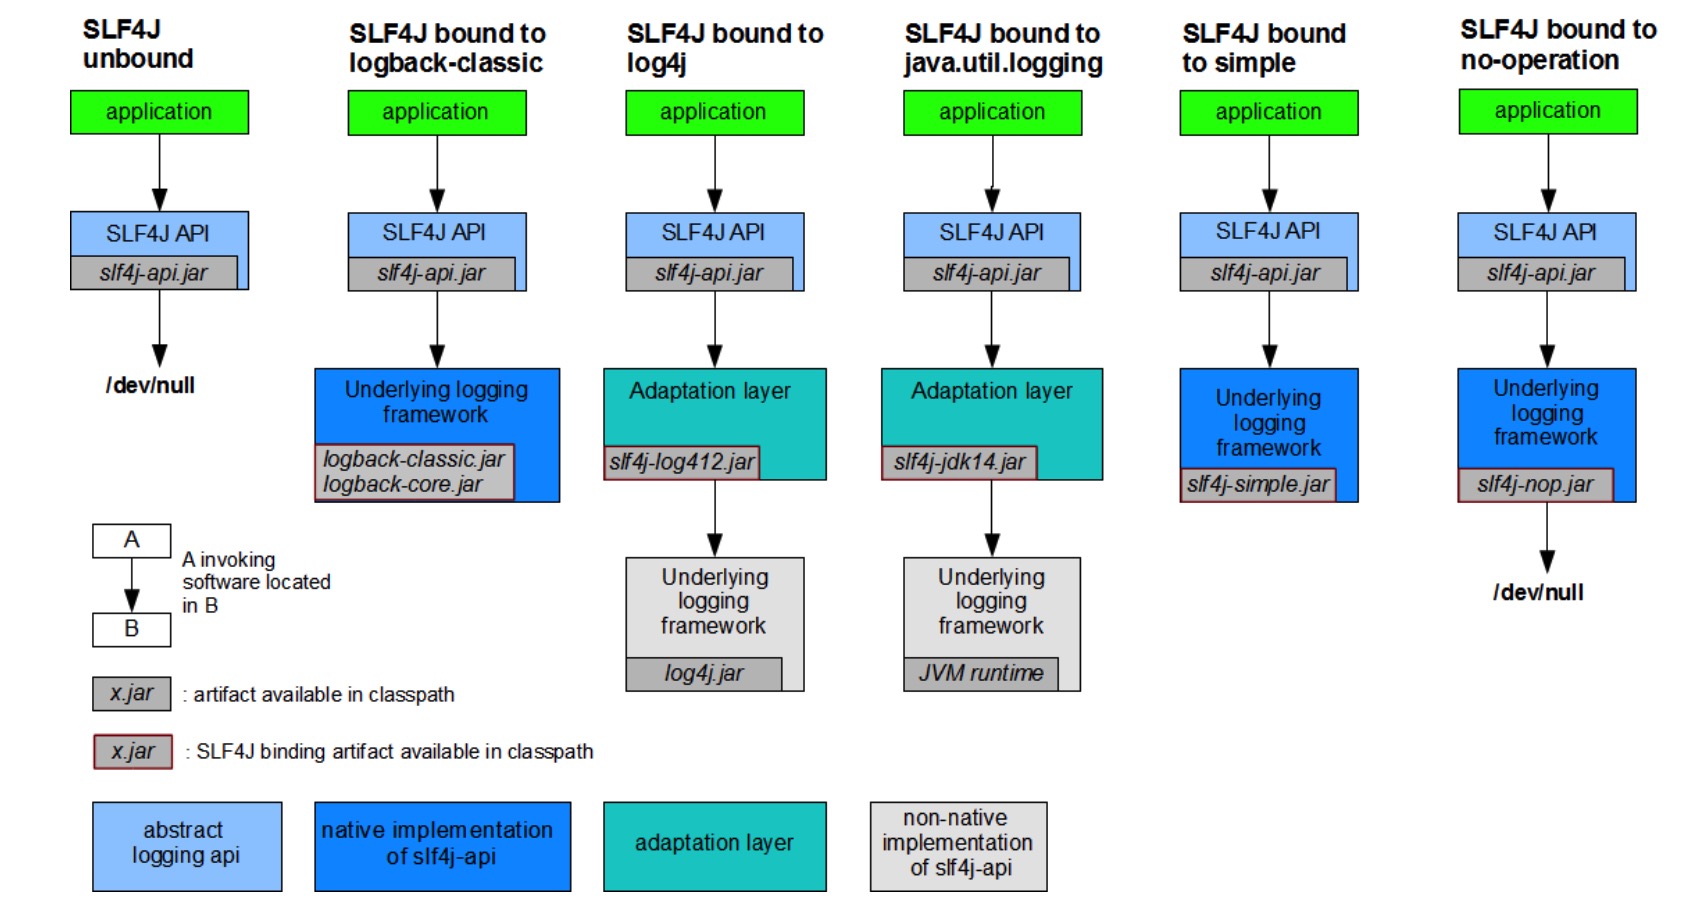 SLF4J
unbound
application
SLF4J API
slf4j-api.jar
/dev/null
SLF4J bound to
logback-classic
application
SLF4J API
slf4j-api.jar
Underlying logging
framework
logback-classic.jar
logback-core.jar
SLF4J bound to
log4j
application
SLF4J API
slf4j-api.jar
Adaptation layer
slf4j-log412.jar
Underlying
logging
framework
log4j.jar
SLF4J bound to
java.util.logging
application
SLF4J API
slf4j-api.jar
Adaptation layer
slf4j-jdk14.jar
Underlying
logging
framework
JVM runtime
SLF4J bound
to simple
application
SLF4J API
slf4j-api.jar
Underlying
logging
framework
slf4j-simple.jar
SLF4J bound to
no-operation
application
SLF4J API
slf4j-api.jar
Underlying
logging
framework
slf4j-nop.jar
/dev/null
A
B
A invoking
software located
in B
x.jar : artifact available in classpath
x.jar : SLF4J binding artifact available in classpath
abstract
logging api
native implementation
of slf4j-api
adaptation layer
non-native
implementation
of slf4j-api